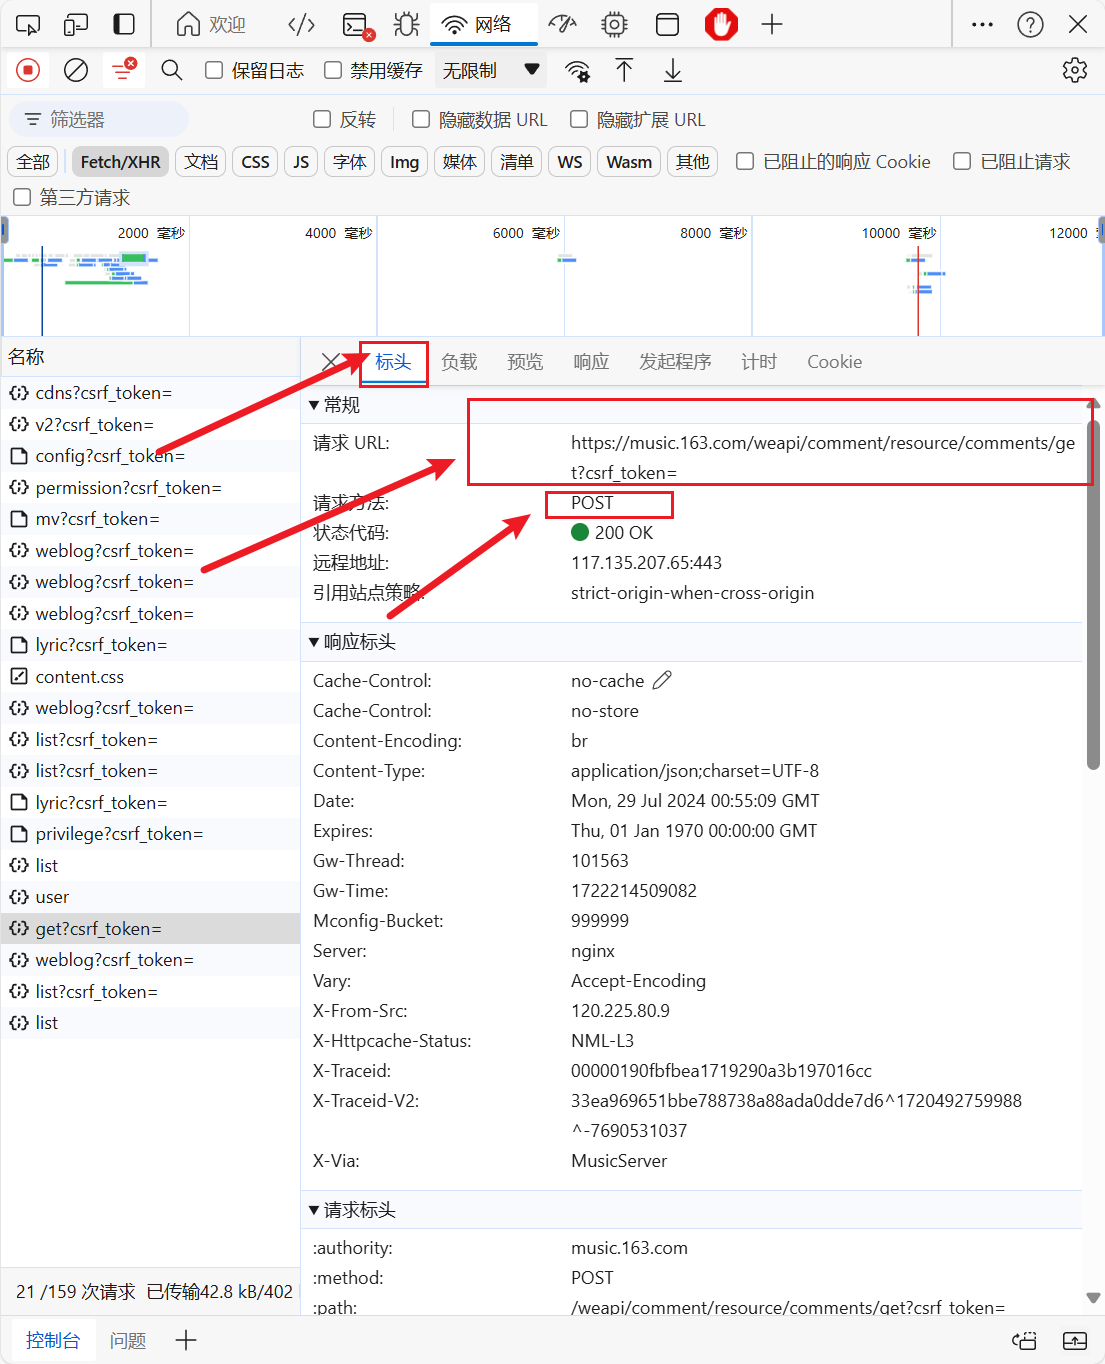 欢迎
网络
保留日志 禁用缓存 无限制
筛选器 反转 隐藏数据 URL 隐藏扩展 URL
全部 Fetch/XHR 文档 CSS JS 字体 Img 媒体 清单 WS Wasm 其他 已阻止的响应 Cookie 已阻止请求
第三方请求
2000 毫秒 4000 毫秒 6000 毫秒 8000 毫秒 10000 毫秒 12000
名称
cdns?csrf_token=
v2?csrf_token=
config?csrf_token=
permission?csrf_token=
mv?csrf_token=
weblog?csrf_token=
weblog?csrf_token=
weblog?csrf_token=
lyric?csrf_token=
content.css
weblog?csrf_token=
list?csrf_token=
list?csrf_token=
lyric?csrf_token=
privilege?csrf_token=
list
user
get?csrf_token=
weblog?csrf_token=
list?csrf_token=
list
标头 负载 预览 响应 发起程序 计时 Cookie
常规
请求 URL: https://music.163.com/weapi/comment/resource/comments/ge
t?csrf_token=
请求方法: POST
状态代码: 200 OK
远程地址: 117.135.207.65:443
引用站点策略: strict-origin-when-cross-origin
响应标头
Cache-Control: no-cache
Cache-Control: no-store
Content-Encoding: br
Content-Type: application/json;charset=UTF-8
Date: Mon, 29 Jul 2024 00:55:09 GMT
Expires: Thu, 01 Jan 1970 00:00:00 GMT
Gw-Thread: 101563
Gw-Time: 1722214509082
Mconfig-Bucket: 999999
Server: nginx
Vary: Accept-Encoding
X-From-Src: 120.225.80.9
X-Httpcache-Status: NML-L3
X-Traceid: 00000190fbfbea1719290a3b197016cc
X-Traceid-V2: 33ea969651bbe788738a88ada0dde7d6^1720492759988
^-7690531037
X-Via: MusicServer
请求标头
:authority: music.163.com
:method: POST
:path: /weapi/comment/resource/comments/get?csrf_token=
21 /159 次请求 已传输42.8 kB/402
控制台 问题